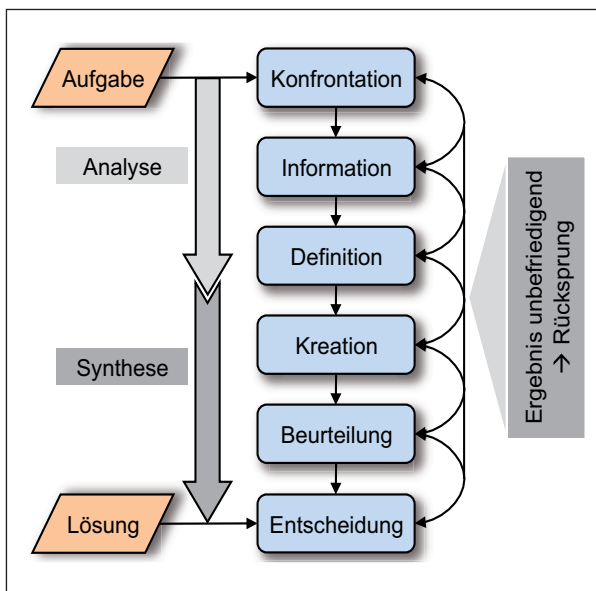 Aufgabe
Konfrontation
Analyse
Information
Definition
Kreation
Synthese
Beurteilung
Lösung
Entscheidung
Ergebnis unbefriedigend
→ Rücksprung